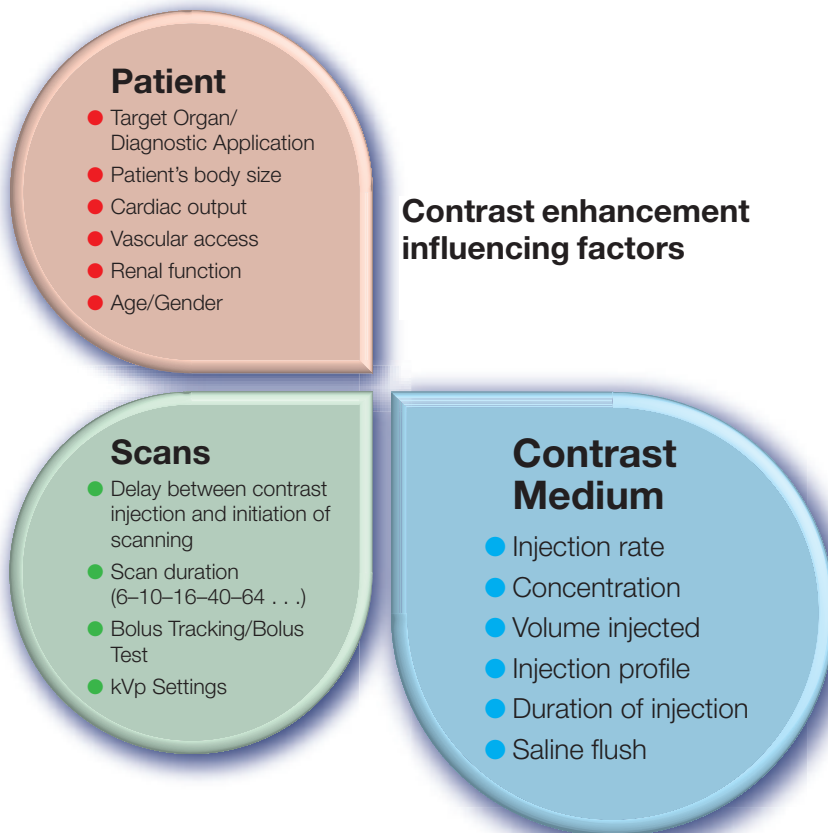 Patient
● Target Organ/
Diagnostic Application
● Patient's body size
● Cardiac output
● Vascular access
● Renal function
● Age/Gender
Contrast enhancement
influencing factors
Scans
● Delay between contrast
injection and initiation of
scanning
● Scan duration
(6–10–16–40–64 . . .)
● Bolus Tracking/Bolus
Test
● kVp Settings
Contrast
Medium
● Injection rate
● Concentration
● Volume injected
● Injection profile
● Duration of injection
● Saline flush